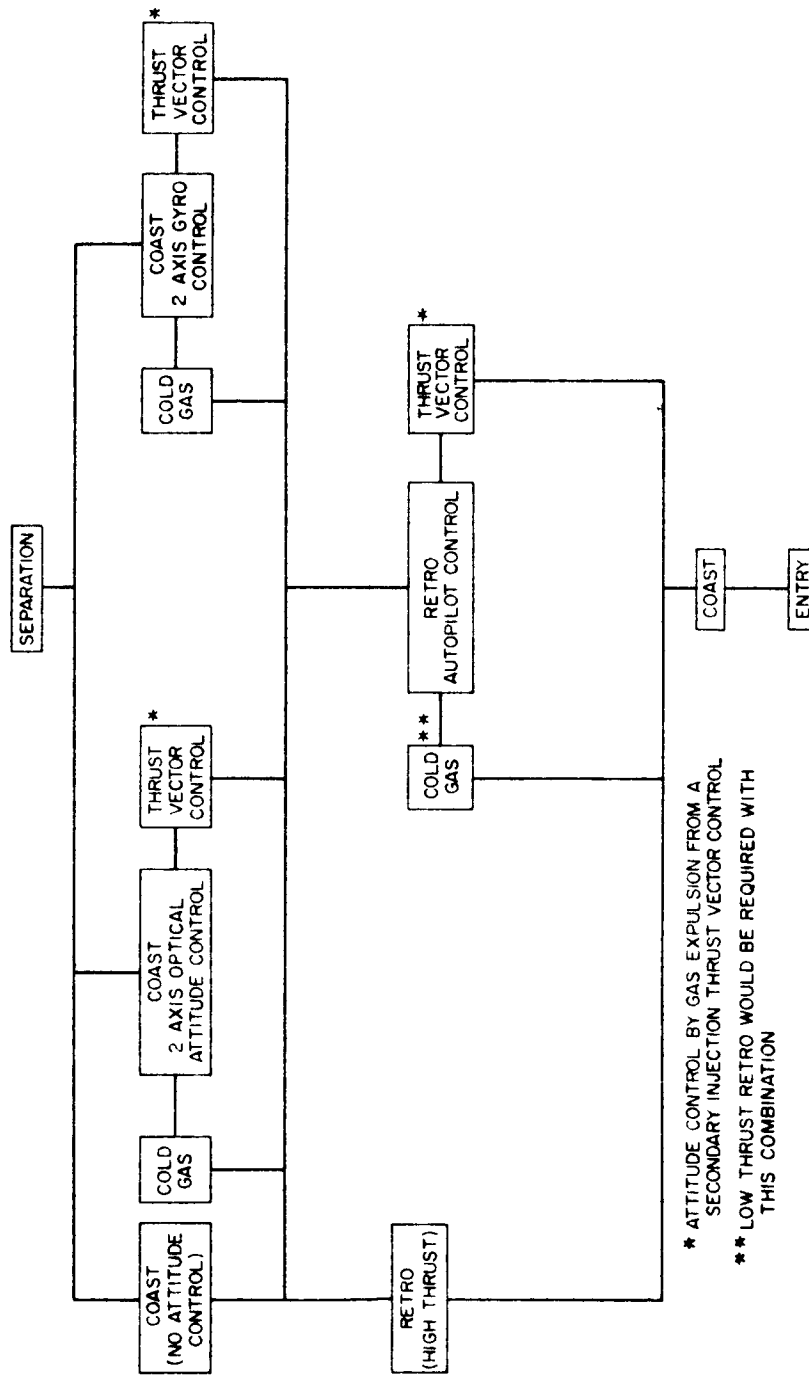 SEPARATION
COAST
(NO ATTITUDE
CONTROL)
COLD
GAS
COAST
2 AXIS OPTICAL
ATTITUDE CONTROL
THRUST
VECTOR
CONTROL
*
COLD
GAS
COAST
2 AXIS GYRO
CONTROL
THRUST
VECTOR
CONTROL
*
RETRO
(HIGH THRUST)
COLD
GAS
**
RETRO
AUTOPILOT CONTROL
THRUST
VECTOR
CONTROL
*
COAST
ENTRY
* ATTITUDE CONTROL BY GAS EXPULSION FROM A
SECONDARY INJECTION THRUST VECTOR CONTROL
** LOW THRUST RETRO WOULD BE REQUIRED WITH
THIS COMBINATION